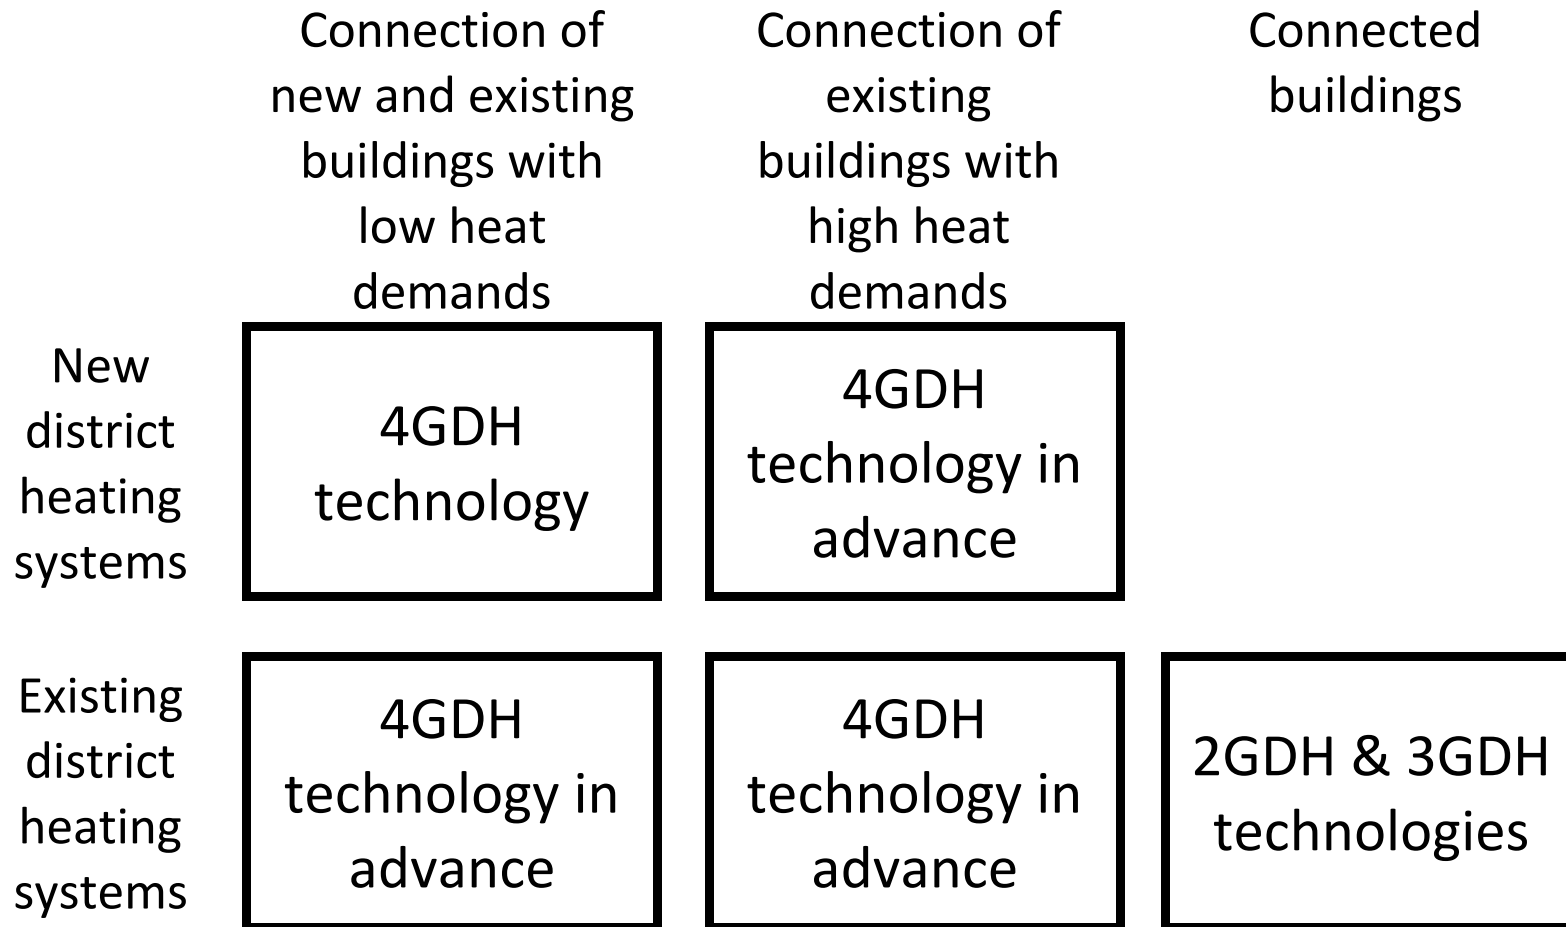 Connection of
new and existing
buildings with
low heat
demands
Connection of
existing
buildings with
high heat
demands
Connected
buildings
New
district
heating
systems
4GDH
technology
4GDH
technology in
advance
Existing
district
heating
systems
4GDH
technology in
advance
4GDH
technology in
advance
2GDH & 3GDH
technologies